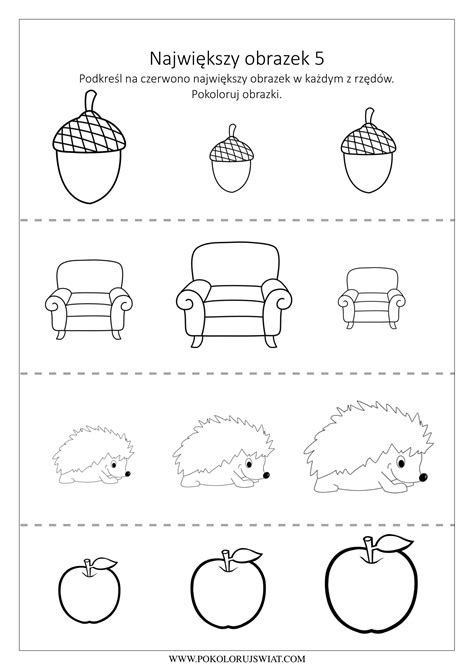 Największy obrazek 5
Podkreśl na czerwono największy obrazek w każdym z rzędów.
Pokoloruj obrazki.
WWW.POKOLORUJSWIAT.COM